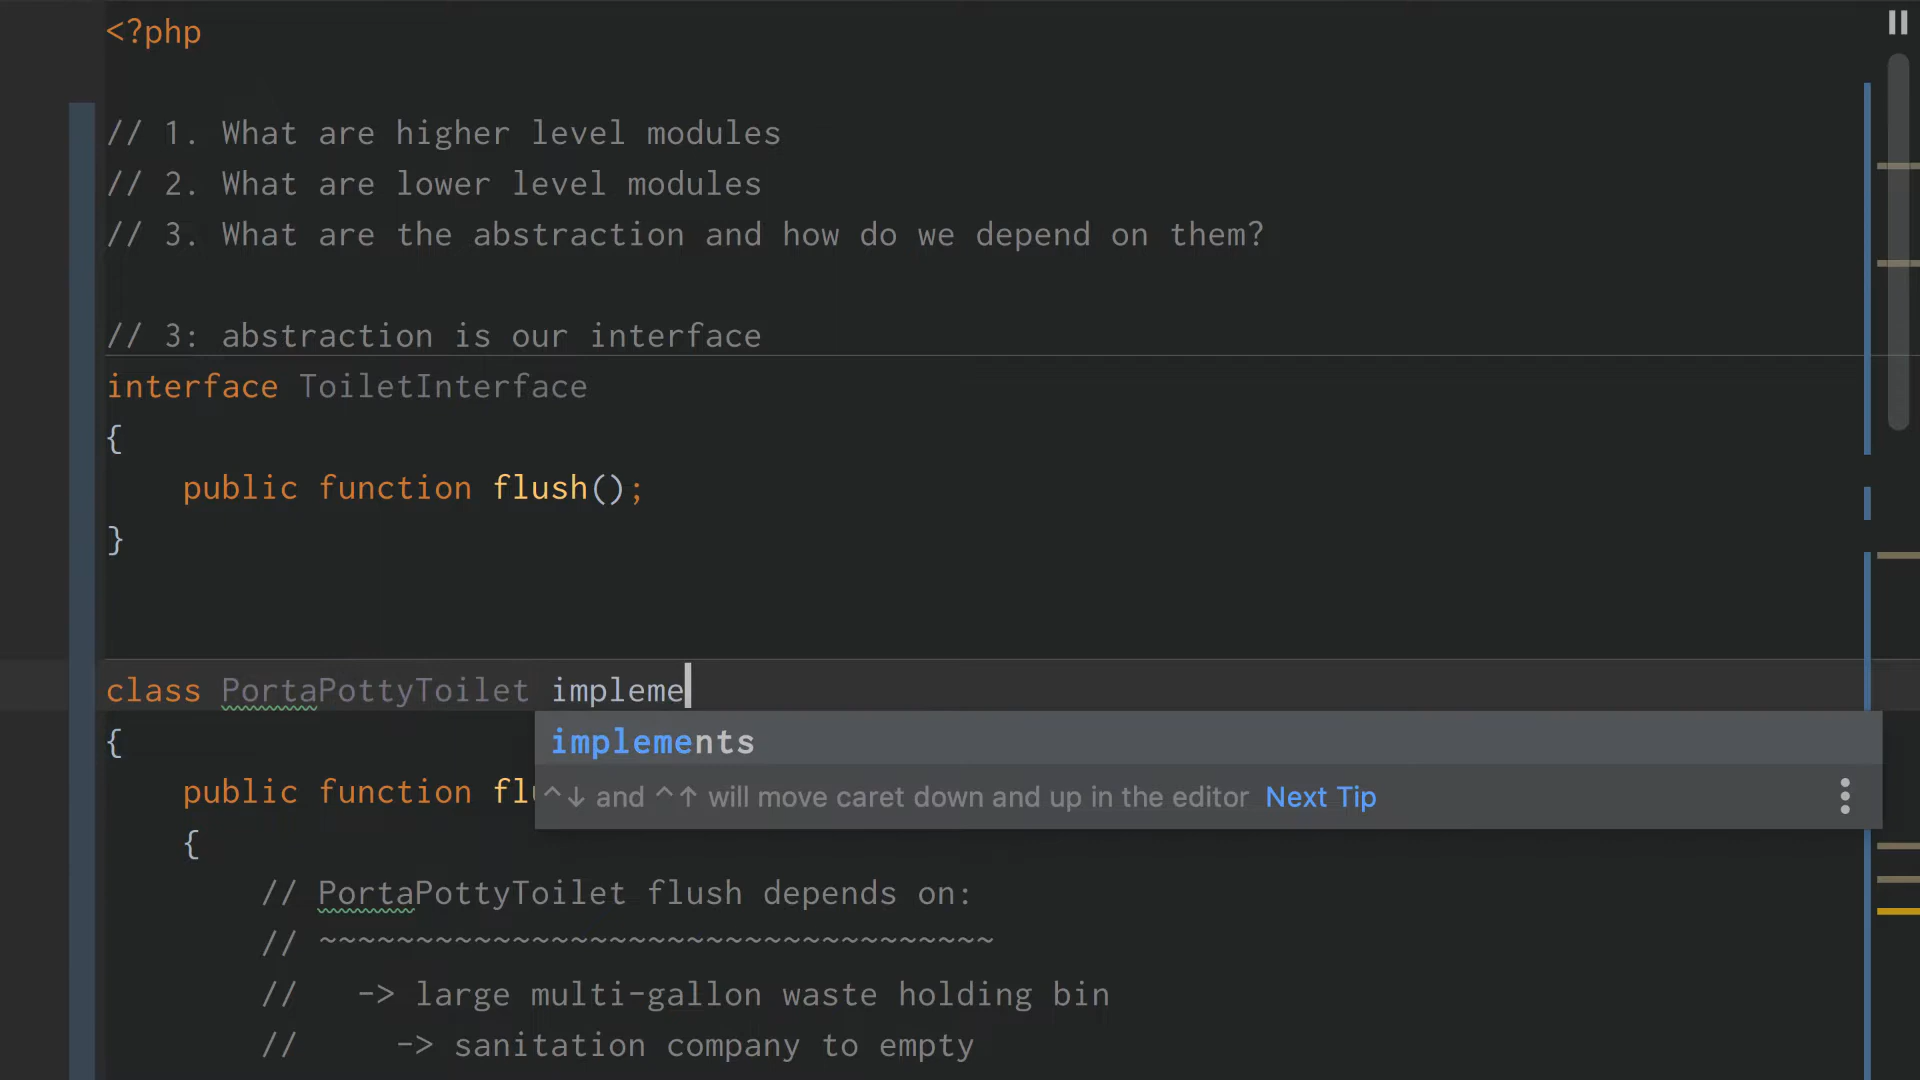 <?php
// 1. What are higher level modules
// 2. What are lower level modules
// 3. What are the abstraction and how do we depend on them?
// 3: abstraction is our interface
interface ToiletInterface
{
    public function flush();
}
class PortaPottyToilet impleme
implements
{
    public function fl
^↓ and ^↑ will move caret down and up in the editor Next Tip
    {
        // PortaPottyToilet flush depends on:
        // ~~~~~~~~~~~~~~~~~~~~~~~~~~~~~~~~~~~
        //   -> large multi-gallon waste holding bin
        //     -> sanitation company to empty